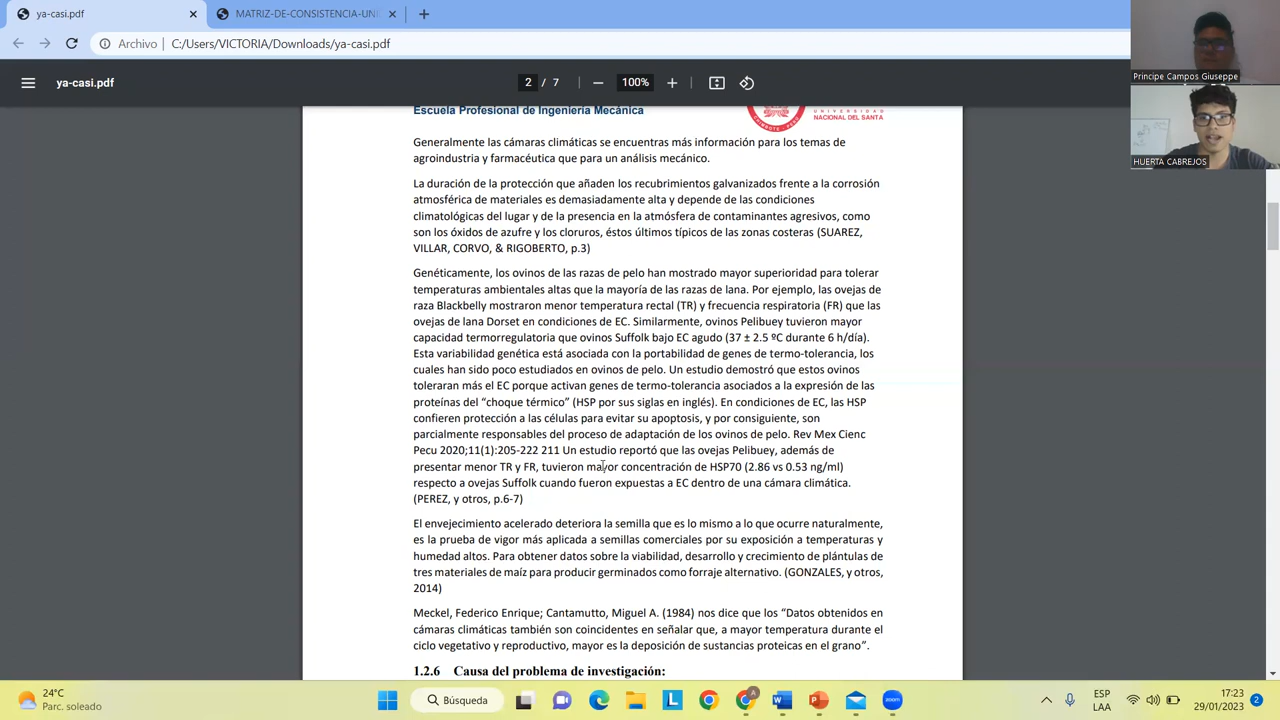 ya-casi.pdf
MATRIZ-DE-CONSISTENCIA-UNI
Archivo
C:/Users/VICTORIA/Downloads/ya-casi.pdf
ya-casi.pdf
2 / 7
100%
Principe Campos Giuseppe
HUERTA CABREJOS
Escuela Profesional de Ingeniería Mecánica
UNIVERSIDAD
NACIONAL DEL SANTA
Generalmente las cámaras climáticas se encuentras más información para los temas de
agroindustria y farmacéutica que para un análisis mecánico.
La duración de la protección que añaden los recubrimientos galvanizados frente a la corrosión
atmosférica de materiales es demasiadamente alta y depende de las condiciones
climatológicas del lugar y de la presencia en la atmósfera de contaminantes agresivos, como
son los óxidos de azufre y los cloruros, éstos últimos típicos de las zonas costeras (SUAREZ,
VILLAR, CORVO, & RIGOBERTO, p.3)
Genéticamente, los ovinos de las razas de pelo han mostrado mayor superioridad para tolerar
temperaturas ambientales altas que la mayoría de las razas de lana. Por ejemplo, las ovejas de
raza Blackbelly mostraron menor temperatura rectal (TR) y frecuencia respiratoria (FR) que las
ovejas de lana Dorset en condiciones de EC. Similarmente, ovinos Pelibuey tuvieron mayor
capacidad termorregulatoria que ovinos Suffolk bajo EC agudo (37 ± 2.5 ºC durante 6 h/día).
Esta variabilidad genética está asociada con la portabilidad de genes de termo-tolerancia, los
cuales han sido poco estudiados en ovinos de pelo. Un estudio demostró que estos ovinos
toleraran más el EC porque activan genes de termo-tolerancia asociados a la expresión de las
proteínas del “choque térmico” (HSP por sus siglas en inglés). En condiciones de EC, las HSP
confieren protección a las células para evitar su apoptosis, y por consiguiente, son
parcialmente responsables del proceso de adaptación de los ovinos de pelo. Rev Mex Cienc
Pecu 2020;11(1):205-222 211 Un estudio reportó que las ovejas Pelibuey, además de
presentar menor TR y FR, tuvieron mayor concentración de HSP70 (2.86 vs 0.53 ng/ml)
respecto a ovejas Suffolk cuando fueron expuestas a EC dentro de una cámara climática.
(PEREZ, y otros, p.6-7)
El envejecimiento acelerado deteriora la semilla que es lo mismo a lo que ocurre naturalmente,
es la prueba de vigor más aplicada a semillas comerciales por su exposición a temperaturas y
humedad altos. Para obtener datos sobre la viabilidad, desarrollo y crecimiento de plántulas de
tres materiales de maíz para producir germinados como forraje alternativo. (GONZALES, y otros,
2014)
Meckel, Federico Enrique; Cantamutto, Miguel A. (1984) nos dice que los “Datos obtenidos en
cámaras climáticas también son coincidentes en señalar que, a mayor temperatura durante el
ciclo vegetativo y reproductivo, mayor es la deposición de sustancias proteicas en el grano”.
1.2.6 Causa del problema de investigación:
24°C
Parc. soleado
Búsqueda
ESP
LAA
17:23
29/01/2023
2